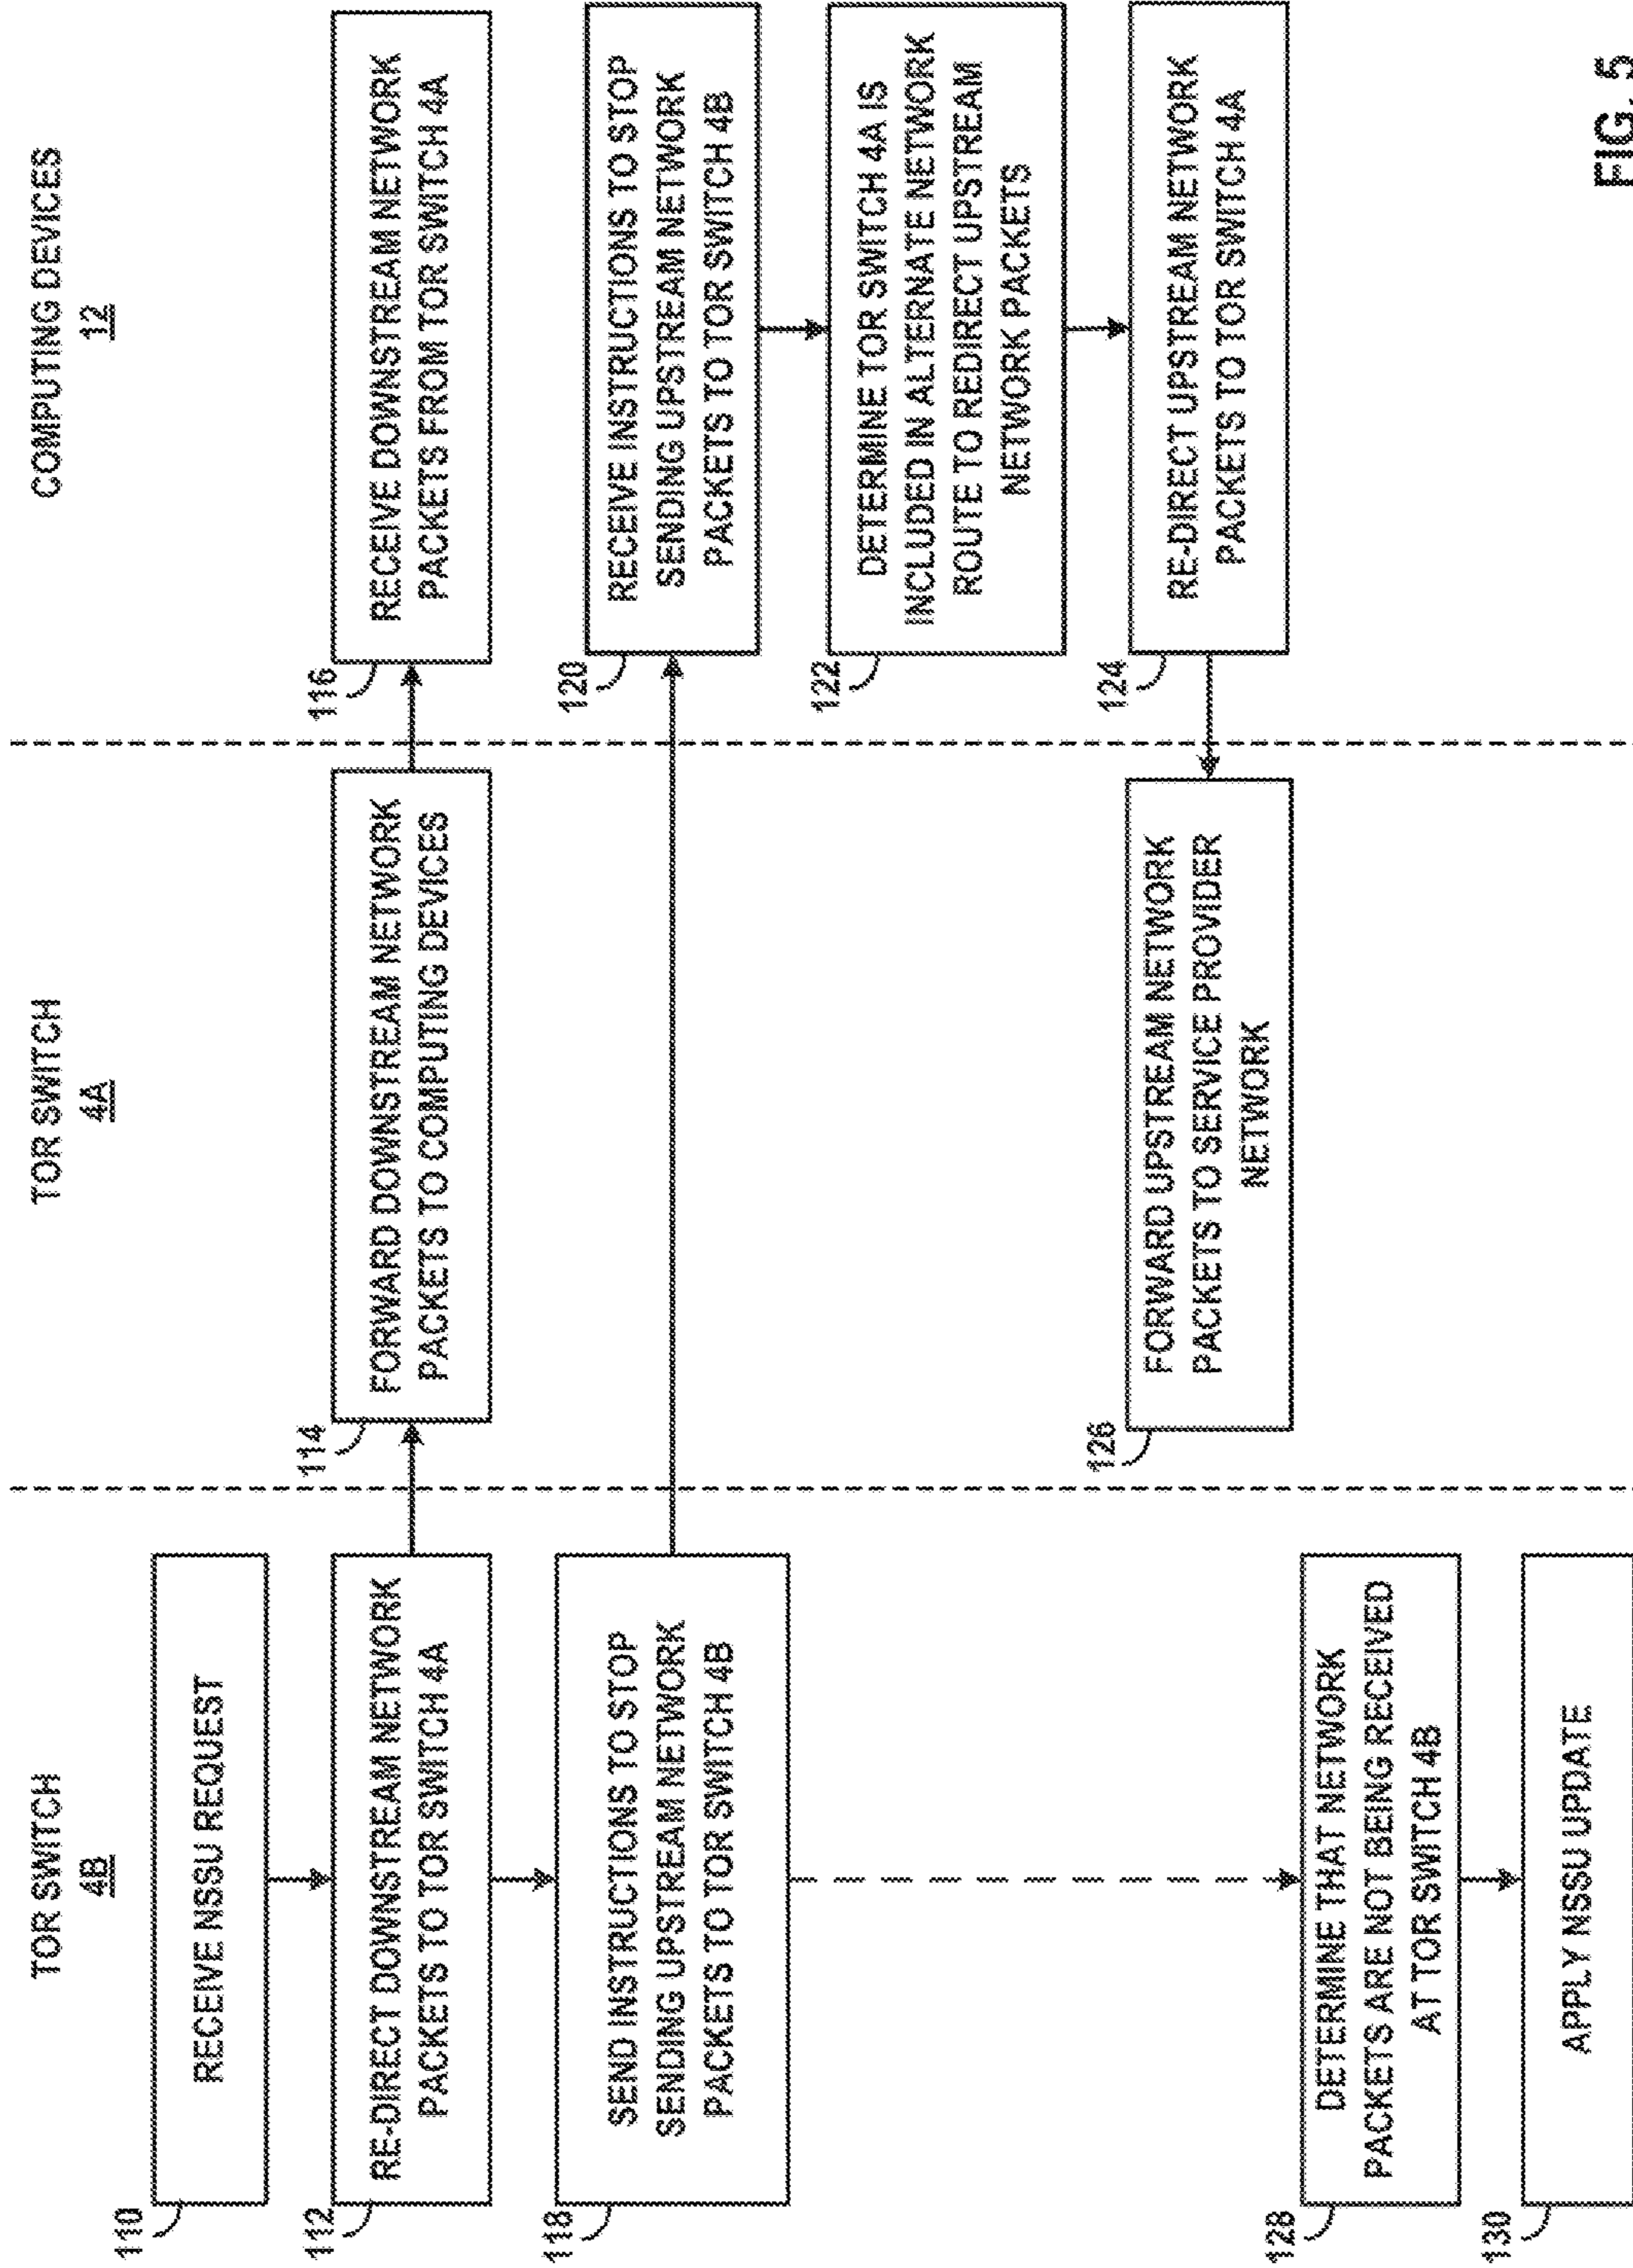 TOR SWITCH
4B
TOR SWITCH
4A
COMPUTING DEVICES
12
110
RECEIVE NSSU REQUEST
112
RE-DIRECT DOWNSTREAM NETWORK
PACKETS TO TOR SWITCH 4A
114
FORWARD DOWNSTREAM NETWORK
PACKETS TO COMPUTING DEVICES
116
RECEIVE DOWNSTREAM NETWORK
PACKETS FROM TOR SWITCH 4A
118
SEND INSTRUCTIONS TO STOP
SENDING UPSTREAM NETWORK
PACKETS TO TOR SWITCH 4B
120
RECEIVE INSTRUCTIONS TO STOP
SENDING UPSTREAM NETWORK
PACKETS TO TOR SWITCH 4B
122
DETERMINE TOR SWITCH 4A IS
INCLUDED IN ALTERNATE NETWORK
ROUTE TO REDIRECT UPSTREAM
NETWORK PACKETS
124
RE-DIRECT UPSTREAM NETWORK
PACKETS TO TOR SWITCH 4A
126
FORWARD UPSTREAM NETWORK
PACKETS TO SERVICE PROVIDER
NETWORK
128
DETERMINE THAT NETWORK
PACKETS ARE NOT BEING RECEIVED
AT TOR SWITCH 4B
130
APPLY NSSU UPDATE
FIG. 5